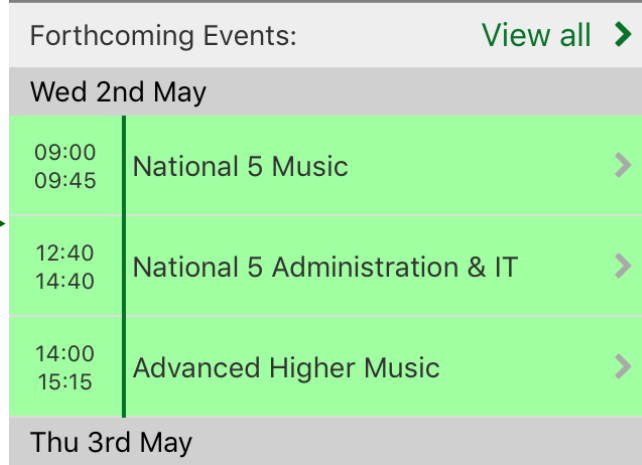 Forthcoming Events: View all
Wed 2nd May
09:00
09:45
National 5 Music
12:40
14:40
National 5 Administration & IT
14:00
15:15
Advanced Higher Music
Thu 3rd May